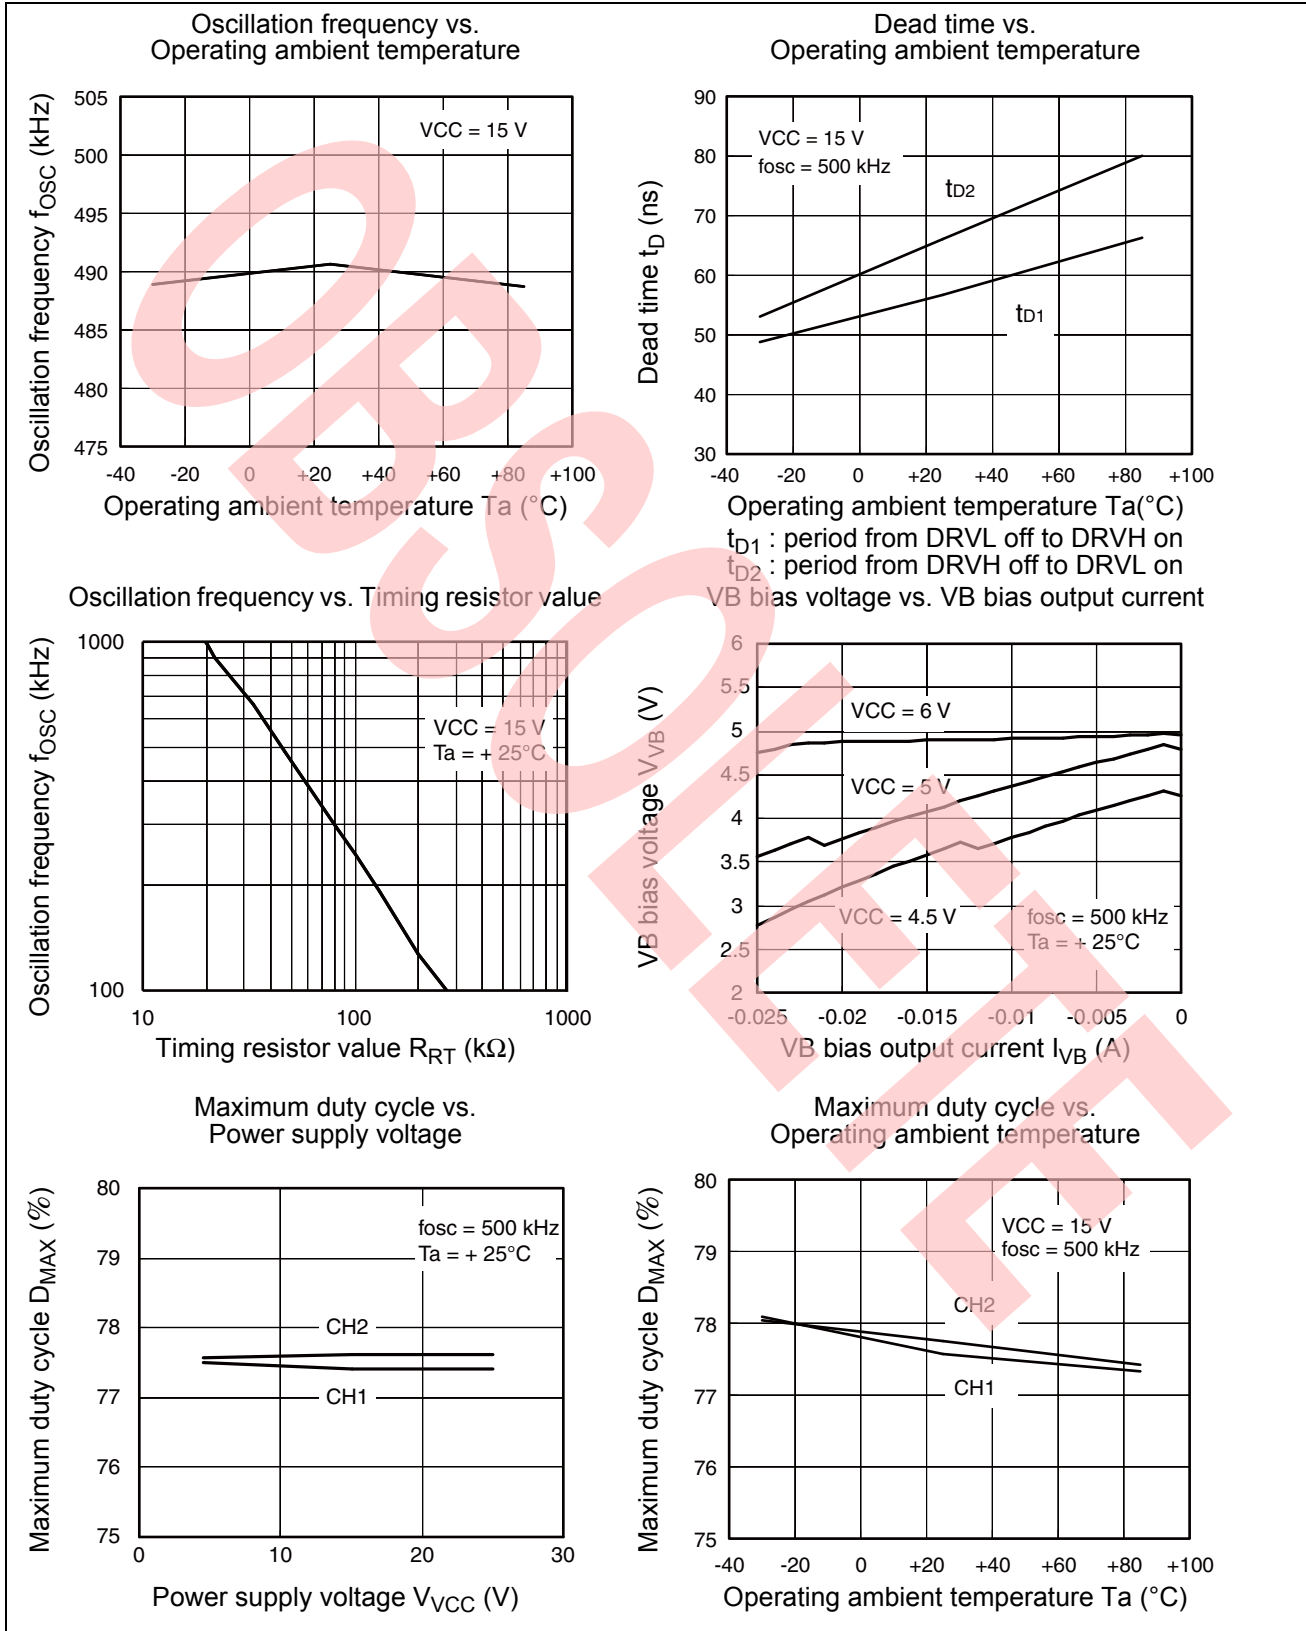 Oscillation frequency vs.
Operating ambient temperature
Oscillation frequency fOSC (kHz)
505
500
495
490
485
480
475
VCC = 15 V
-40 -20 0 +20 +40 +60 +80 +100
Operating ambient temperature Ta (°C)
Dead time vs.
Operating ambient temperature
Dead time tD (ns)
90
80
70
60
50
40
30
VCC = 15 V
fosc = 500 kHz
tD2
tD1
-40 -20 0 +20 +40 +60 +80 +100
Operating ambient temperature Ta(°C)
tD1 : period from DRVL off to DRVH on
tD2 : period from DRVH off to DRVL on
Oscillation frequency vs. Timing resistor value
Oscillation frequency fOSC (kHz)
1000
100
VCC = 15 V
Ta = + 25°C
10 100 1000
Timing resistor value RRT (kΩ)
VB bias voltage vs. VB bias output current
VB bias voltage VVB (V)
6
5.5
5
4.5
4
3.5
3
2.5
2
VCC = 6 V
VCC = 5 V
VCC = 4.5 V
fosc = 500 kHz
Ta = + 25°C
-0.025 -0.02 -0.015 -0.01 -0.005 0
VB bias output current IVB (A)
Maximum duty cycle vs.
Power supply voltage
Maximum duty cycle DMAX (%)
80
79
78
77
76
75
fosc = 500 kHz
Ta = + 25°C
CH2
CH1
0 10 20 30
Power supply voltage VVCC (V)
Maximum duty cycle vs.
Operating ambient temperature
Maximum duty cycle DMAX (%)
80
79
78
77
76
75
VCC = 15 V
fosc = 500 kHz
CH2
CH1
-40 -20 0 +20 +40 +60 +80 +100
Operating ambient temperature Ta (°C)
OBSOLETE